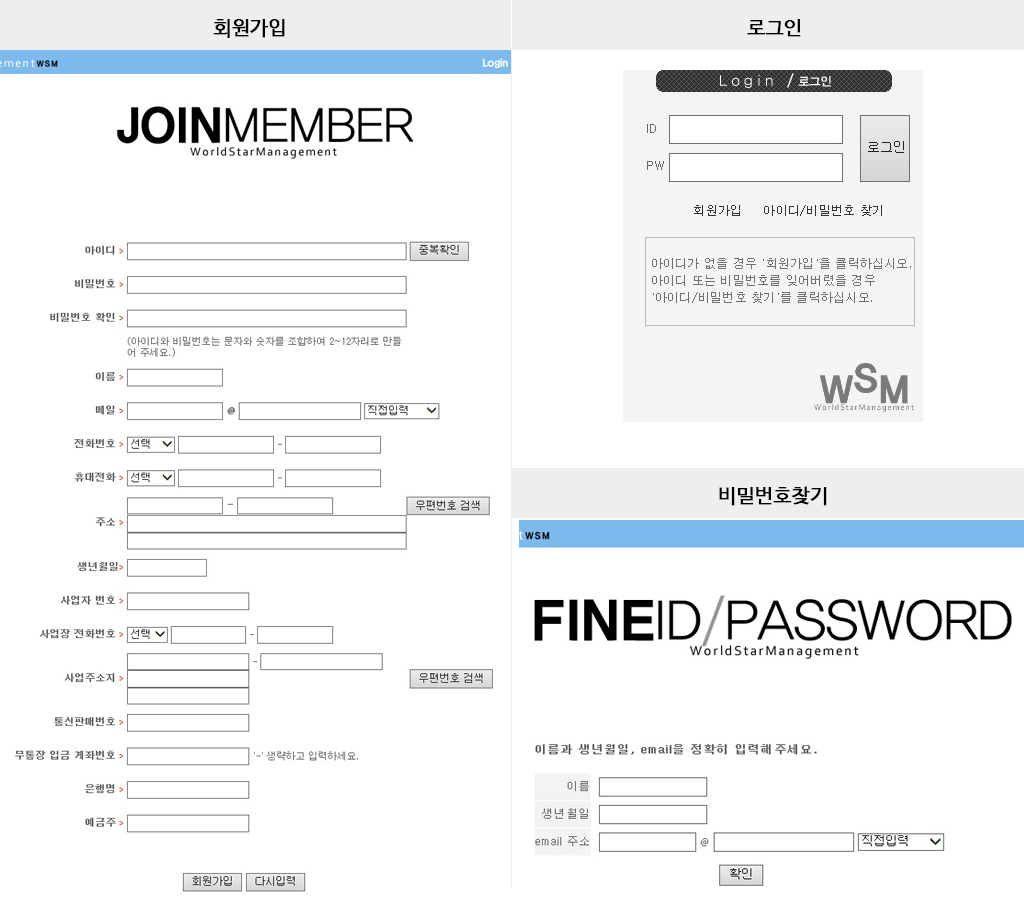 회원가입
ementWSM
Login
JOINMEMBER
WorldStarManagement
아이디 >
중복확인
비밀번호 >
비밀번호 확인 >
(아이디와 비밀번호는 문자와 숫자를 조합하여 2~12자리로 만들
어 주세요.)
이름 >
메일 > @ 직접입력
전화번호 > 선택 -
휴대전화 > 선택 -
- 우편번호 검색
주소 >
생년월일>
사업자 번호 >
사업장 전화번호 > 선택 -
-
사업주소지 > 우편번호 검색
통신판매번호 >
무통장 입금 계좌번호 > '-' 생략하고 입력하세요.
은행명 >
예금주 >
회원가입 다시입력
로그인
Login /로그인
ID
로그인
PW
회원가입 아이디/비밀번호 찾기
아이디가 없을 경우 '회원가입'을 클릭하십시오.
아이디 또는 비밀번호를 잊어버렸을 경우
'아이디/비밀번호 찾기'를 클릭하십시오.
WSM
WorldStarManagement
비밀번호찾기
tWSM
FINEID/PASSWORD
WorldStarManagement
이름과 생년월일, email을 정확히 입력해주세요.
이름
생년월일
email 주소 @ 직접입력
확인